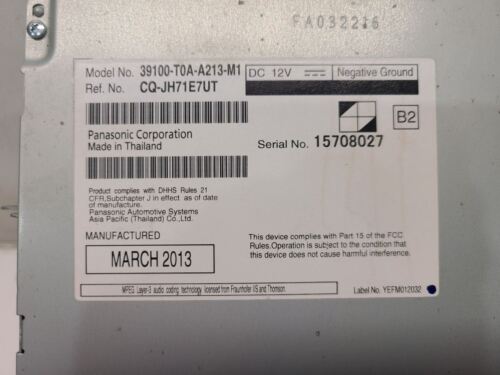 FA032216
Model No. 39100-T0A-A213-M1
DC 12V Negative Ground
Ref. No. CQ-JH71E7UT
B2
Panasonic Corporation
Made in Thailand
Serial No. 15708027
Product complies with DHHS Rules 21
CFR,Subchapter J in effect as of date
of manufacture.
Panasonic Automotive Systems
Asia Pacific (Thailand) Co.,Ltd.
MANUFACTURED
MARCH 2013
This device complies with Part 15 of the FCC
Rules.Operation is subject to the condition that
this device does not cause harmful interference.
MPEG Layer-3 audio coding technology licensed from Fraunhofer IIS and Thomson.
Label No. YEFM012032